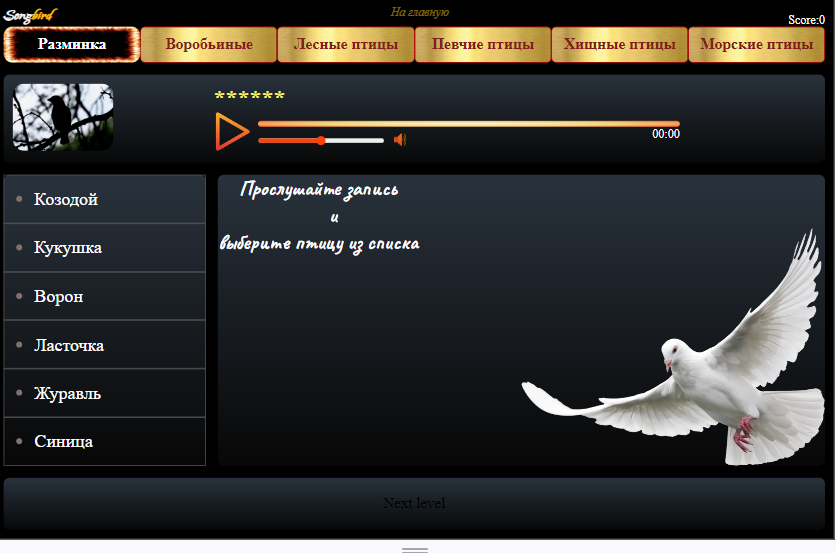 Songbird
На главную
Score:0
Разминка
Воробьиные
Лесные птицы
Певчие птицы
Хищные птицы
Морские птицы
******
00:00
Козодой
Кукушка
Ворон
Ласточка
Журавль
Синица
Прослушайте запись
и
выберите птицу из списка
Next level